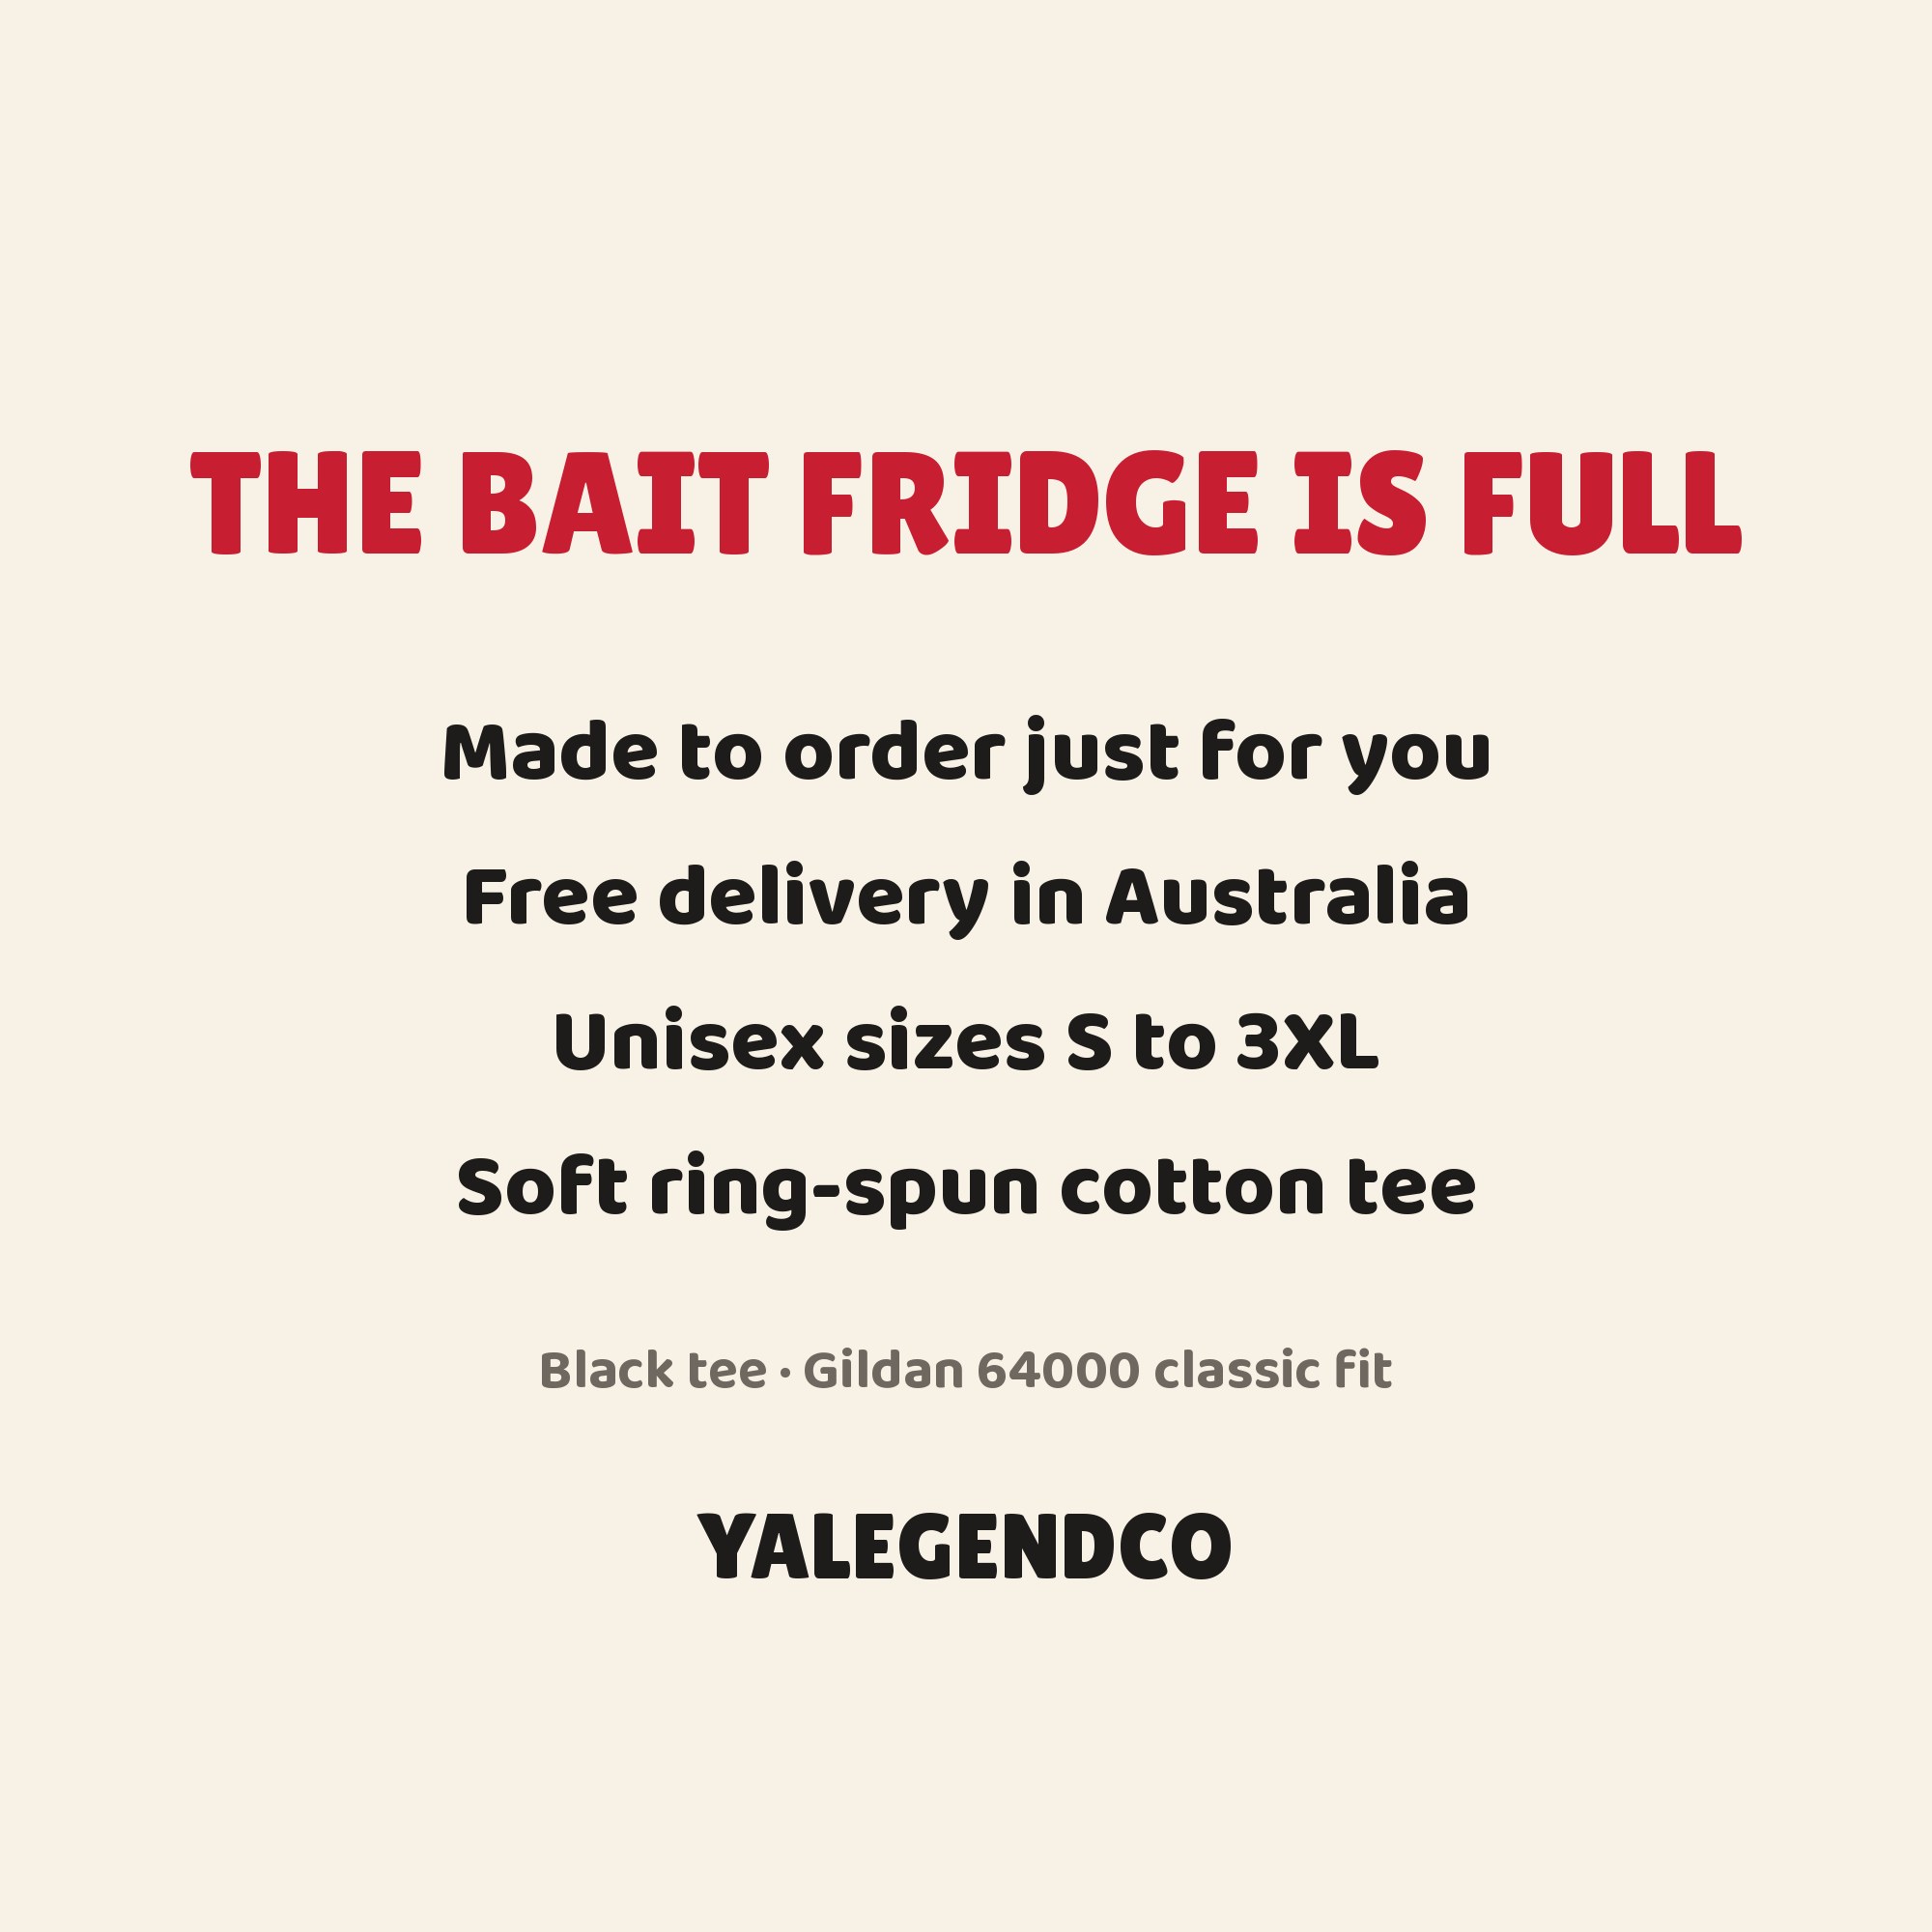 THE BAIT FRIDGE IS FULL
Made to order just for you
Free delivery in Australia
Unisex sizes S to 3XL
Soft ring-spun cotton tee
Black tee • Gildan 64000 classic fit
YALEGENDCO